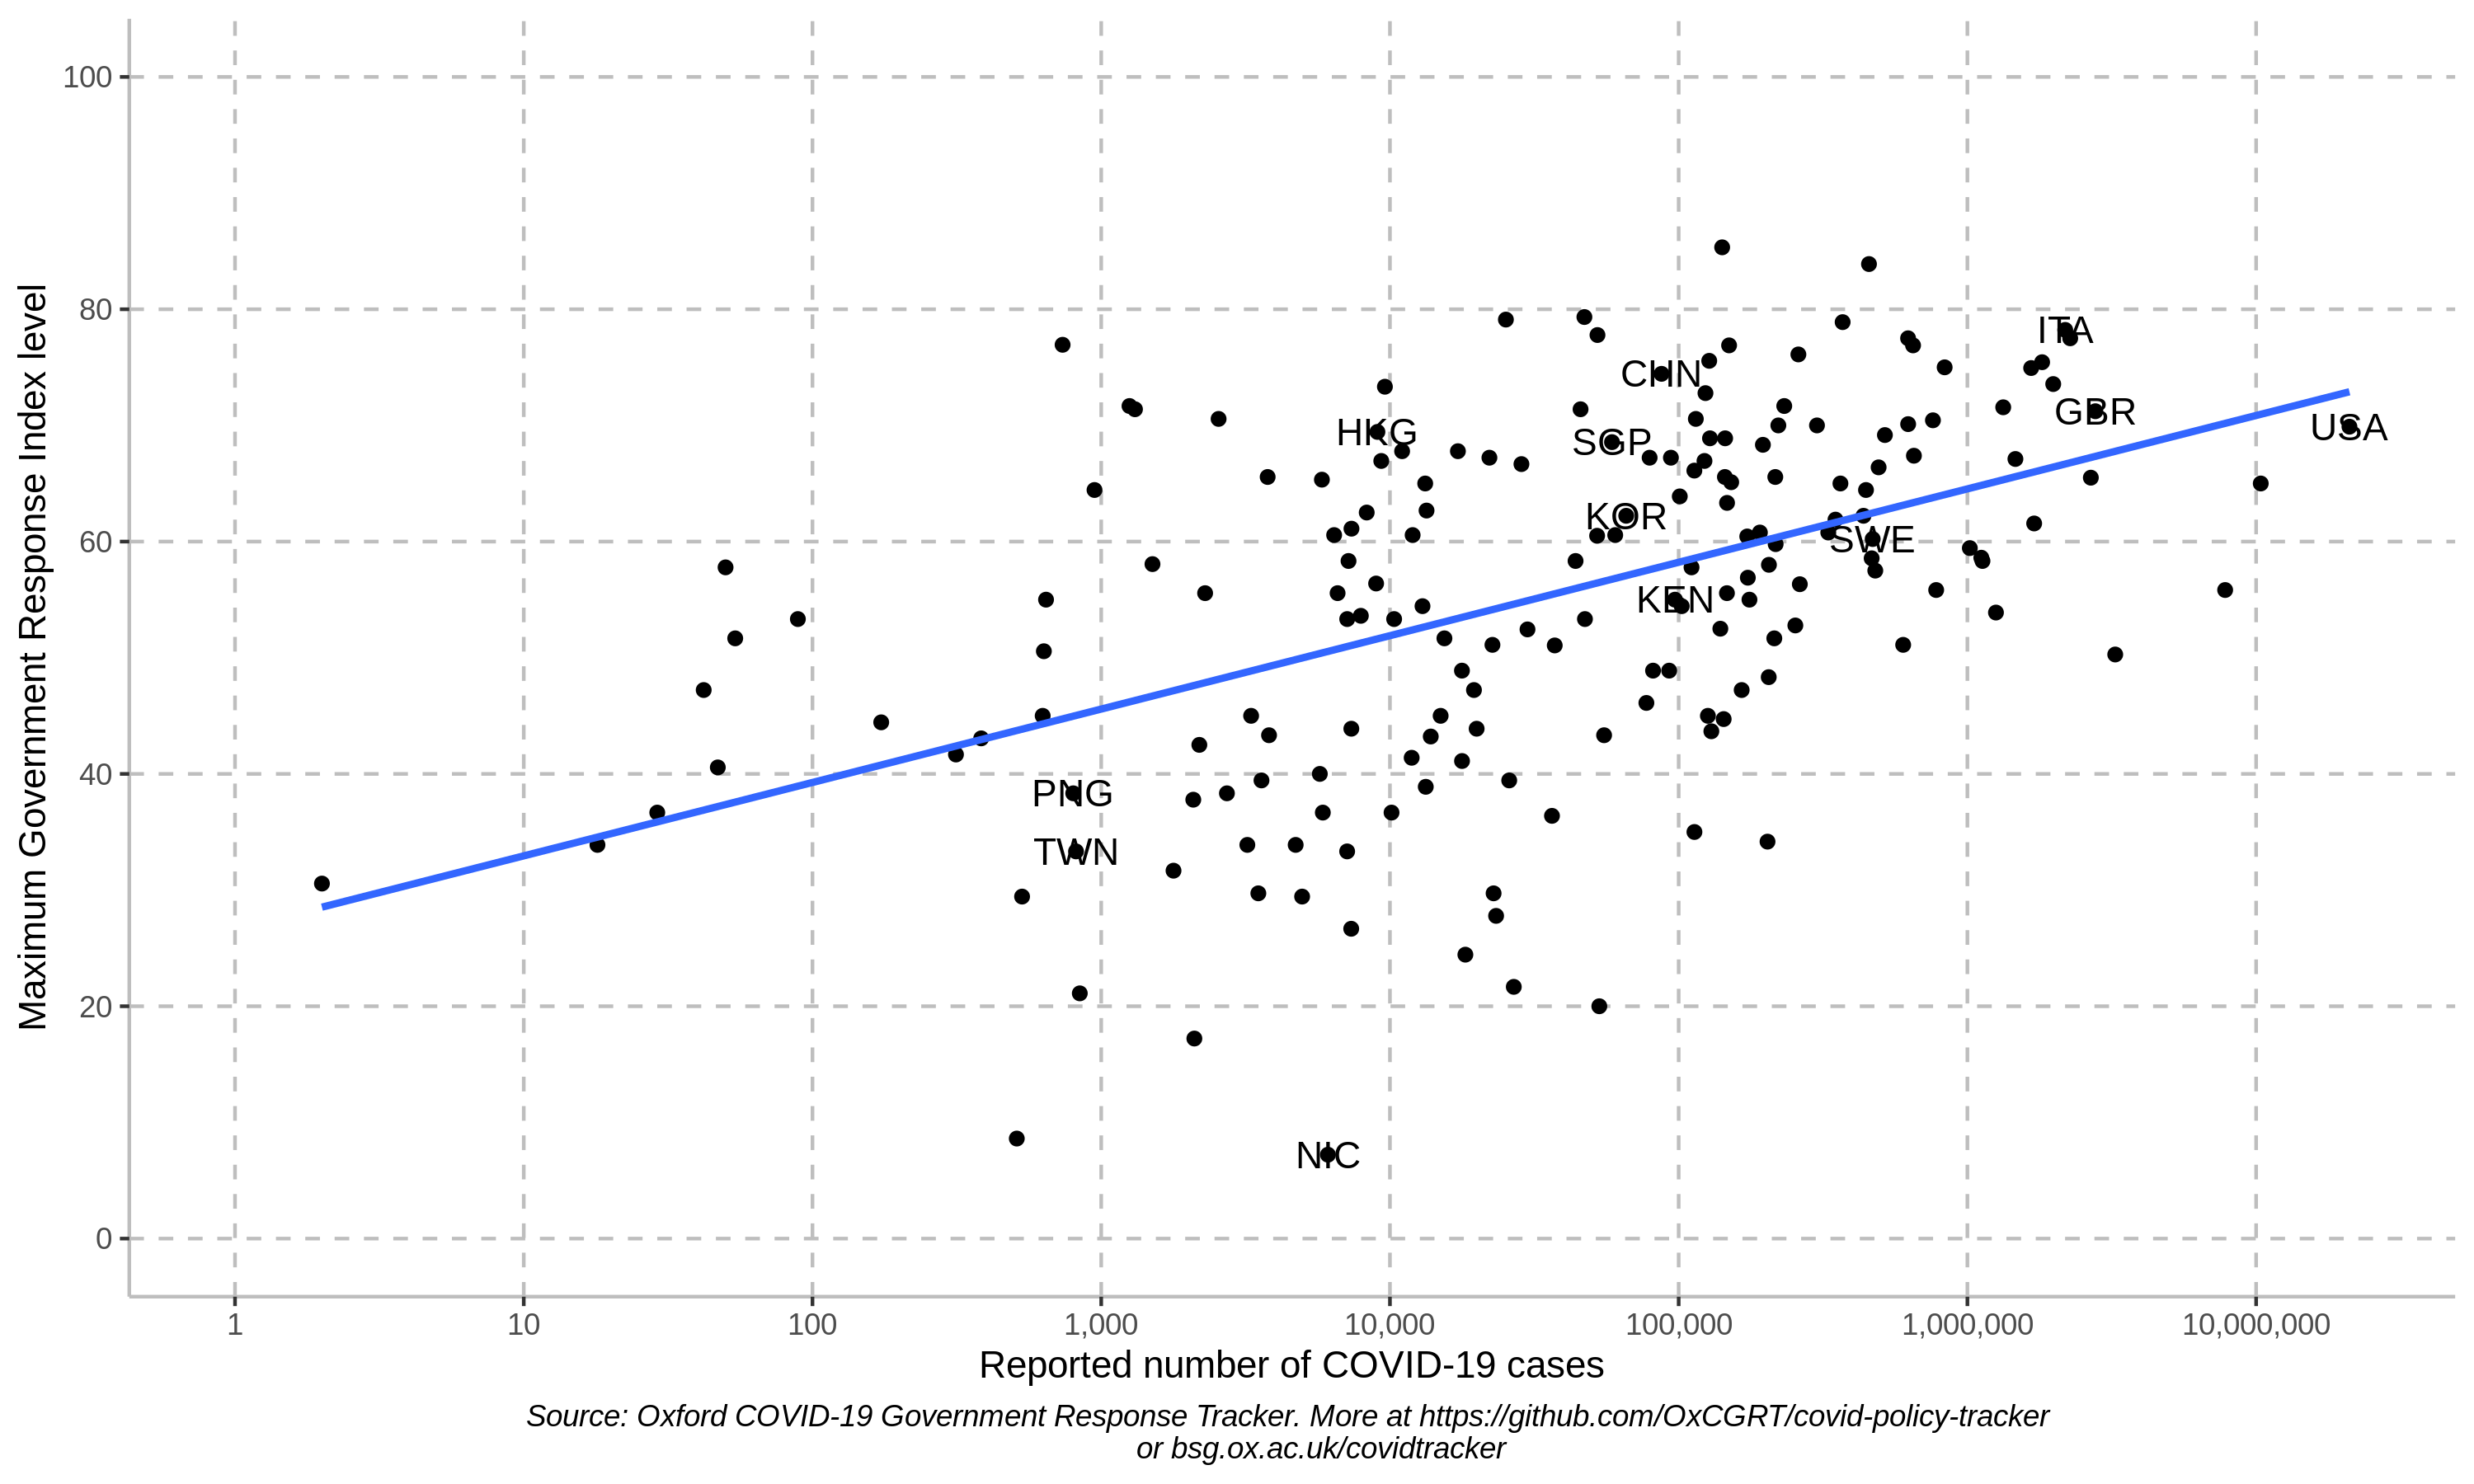 Maximum Government Response Index level
100
80
60
40
20
0
ITA
CHN
GBR
USA
HKG
SGP
KOR
SWE
KEN
PNG
TWN
NIC
1 10 100 1,000 10,000 100,000 1,000,000 10,000,000
Reported number of COVID-19 cases
Source: Oxford COVID-19 Government Response Tracker. More at https://github.com/OxCGRT/covid-policy-tracker
or bsg.ox.ac.uk/covidtracker